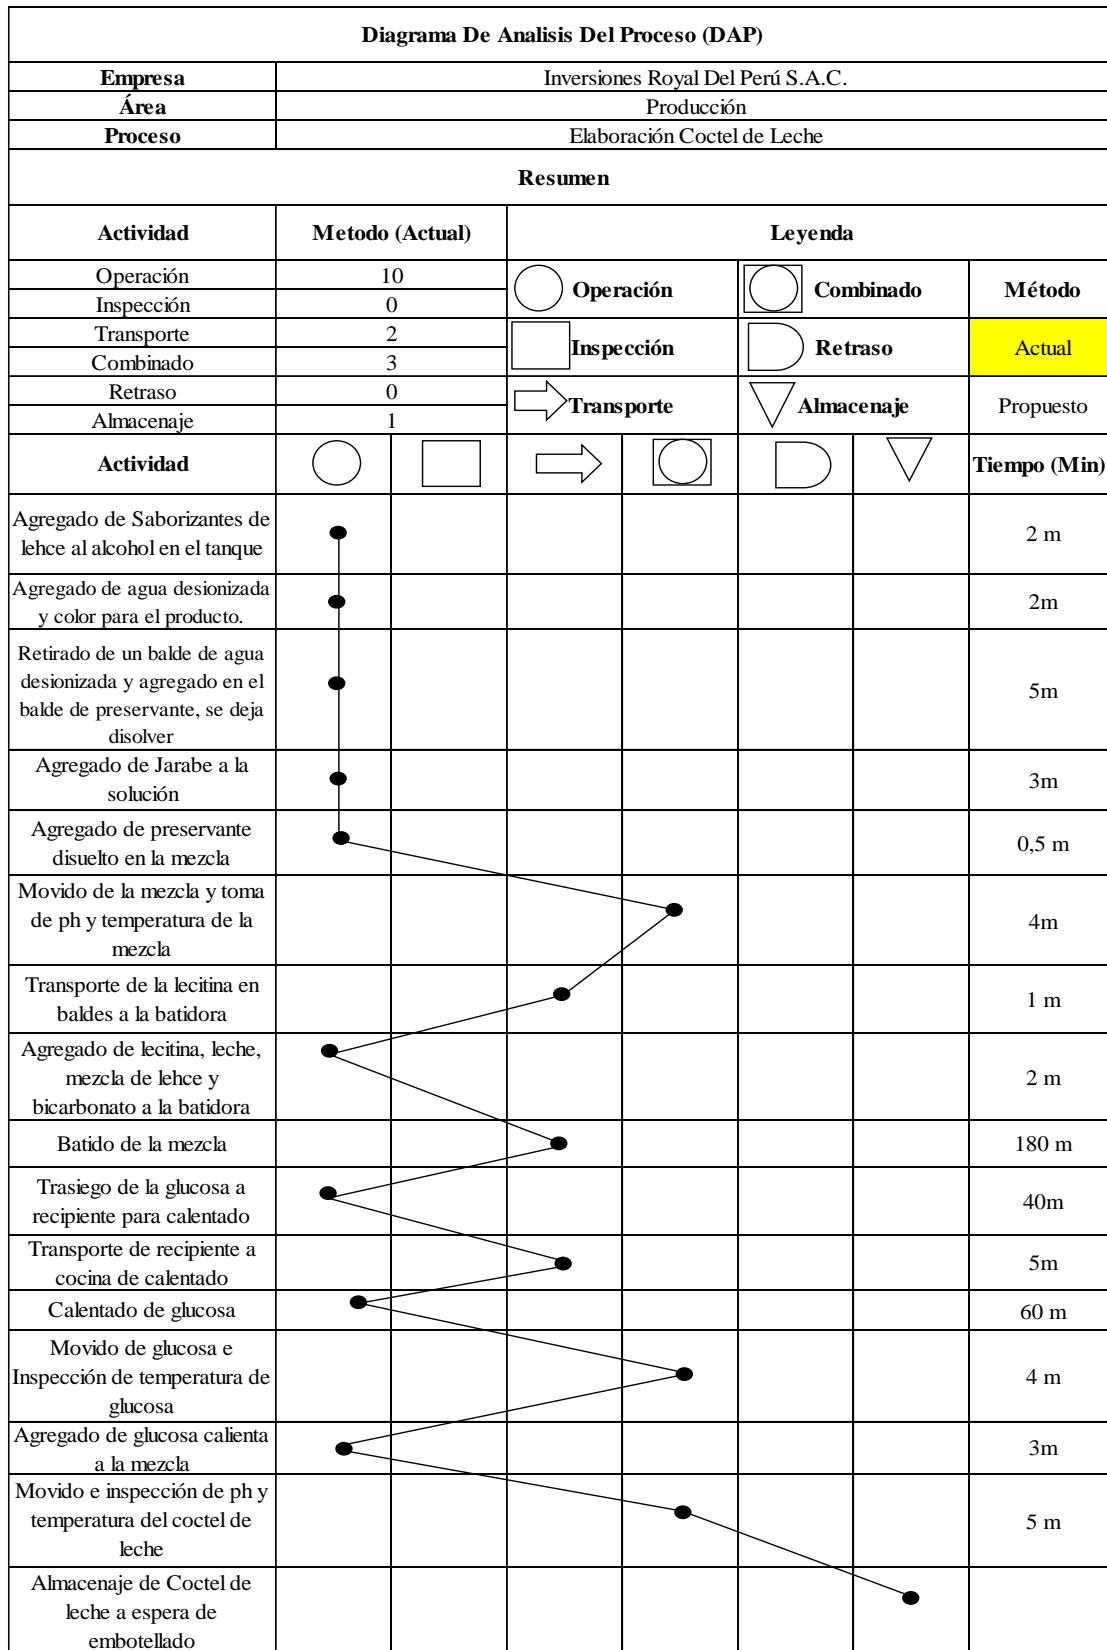 Diagrama De Analisis Del Proceso (DAP)
Empresa
Inversiones Royal Del Perú S.A.C.
Área
Producción
Proceso
Elaboración Coctel de Leche
Resumen
Actividad
Metodo (Actual)
Leyenda
Operación
10
Inspección
0
Operación
Combinado
Método
Transporte
2
Combinado
3
Inspección
Retraso
Actual
Retraso
0
Almacenaje
1
Transporte
Almacenaje
Propuesto
Actividad
Tiempo (Min)
Agregado de Saborizantes de
lehce al alcohol en el tanque
2 m
Agregado de agua desionizada
y color para el producto.
2m
Retirado de un balde de agua
desionizada y agregado en el
balde de preservante, se deja
disolver
5m
Agregado de Jarabe a la
solución
3m
Agregado de preservante
disuelto en la mezcla
0,5 m
Movido de la mezcla y toma
de ph y temperatura de la
mezcla
4m
Transporte de la lecitina en
baldes a la batidora
1 m
Agregado de lecitina, leche,
mezcla de lehce y
bicarbonato a la batidora
2 m
Batido de la mezcla
180 m
Trasiego de la glucosa a
recipiente para calentado
40m
Transporte de recipiente a
cocina de calentado
5m
Calentado de glucosa
60 m
Movido de glucosa e
Inspección de temperatura de
glucosa
4 m
Agregado de glucosa calienta
a la mezcla
3m
Movido e inspección de ph y
temperatura del coctel de
leche
5 m
Almacenaje de Coctel de
leche a espera de
embotellado